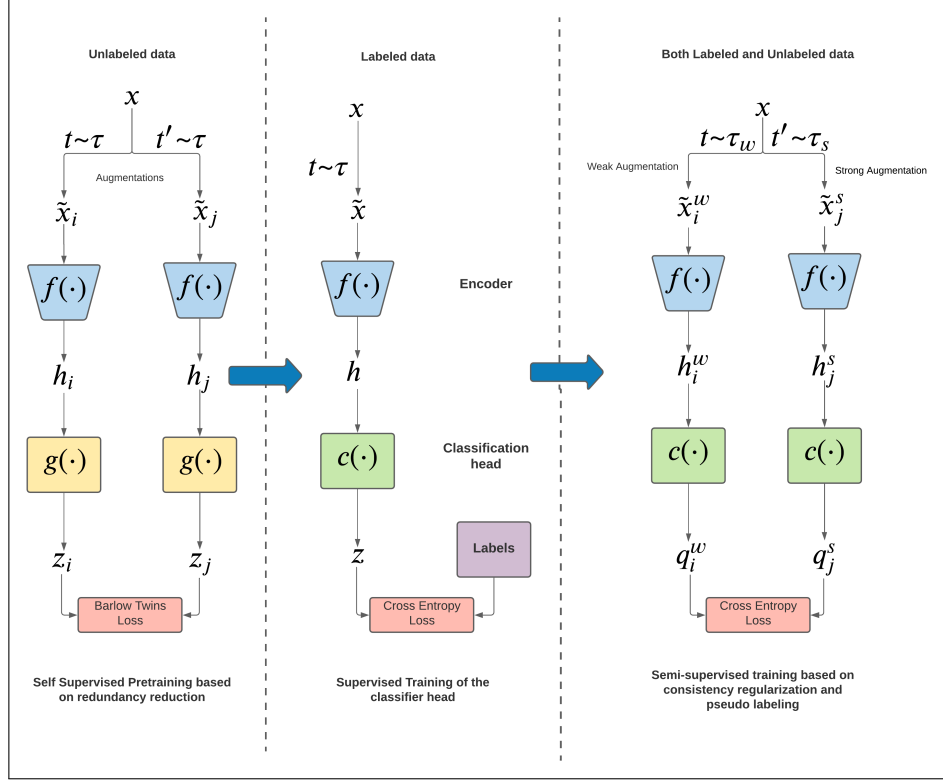 Unlabeled data
x
t~τ
t′~τ
Augmentations
x̃ᵢ
x̃ⱼ
f(·)
f(·)
hᵢ
hⱼ
g(·)
g(·)
zᵢ
zⱼ
Barlow Twins
Loss
Self Supervised Pretraining based
on redundancy reduction
Labeled data
x
t~τ
x̃
f(·)
Encoder
h
c(·)
Classification
head
z
Labels
Cross Entropy
Loss
Supervised Training of the
classifier head
Both Labeled and Unlabeled data
x
t~τ_w
t′~τ_s
Weak Augmentation
Strong Augmentation
x̃ᵢʷ
x̃ⱼˢ
f(·)
f(·)
hᵢʷ
hⱼˢ
c(·)
c(·)
qᵢʷ
qⱼˢ
Cross Entropy
Loss
Semi-supervised training based on
consistency regularization and
pseudo labeling